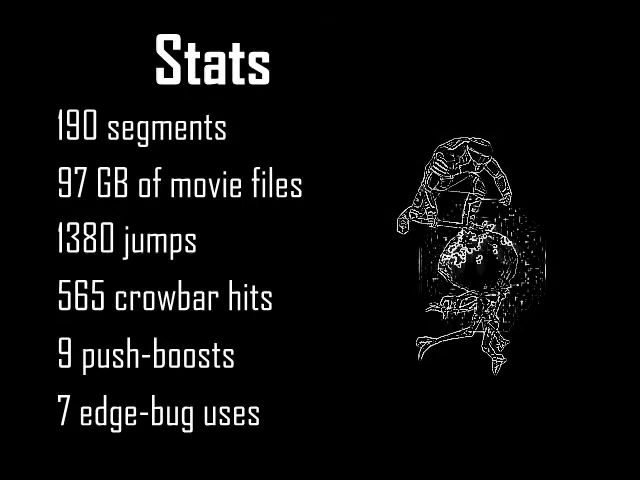 Stats
190 segments
97 GB of movie files
1380 jumps
565 crowbar hits
9 push-boosts
7 edge-bug uses